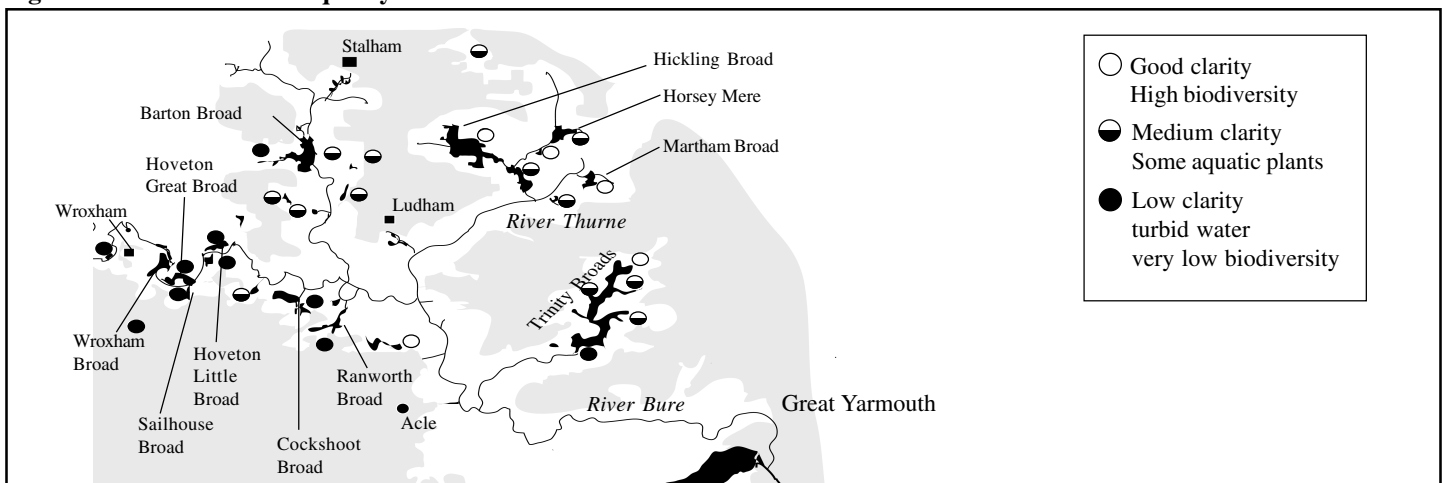 Stalham
Hickling Broad
Horsey Mere
Barton Broad
Martham Broad
Hoveton
Great Broad
Wroxham
Ludham
River Thurne
Trinity Broads
Wroxham
Broad
Hoveton
Little
Broad
Ranworth
Broad
Sailhouse
Broad
Cockshoot
Broad
Acle
River Bure
Great Yarmouth
Good clarity
High biodiversity
Medium clarity
Some aquatic plants
Low clarity
turbid water
very low biodiversity